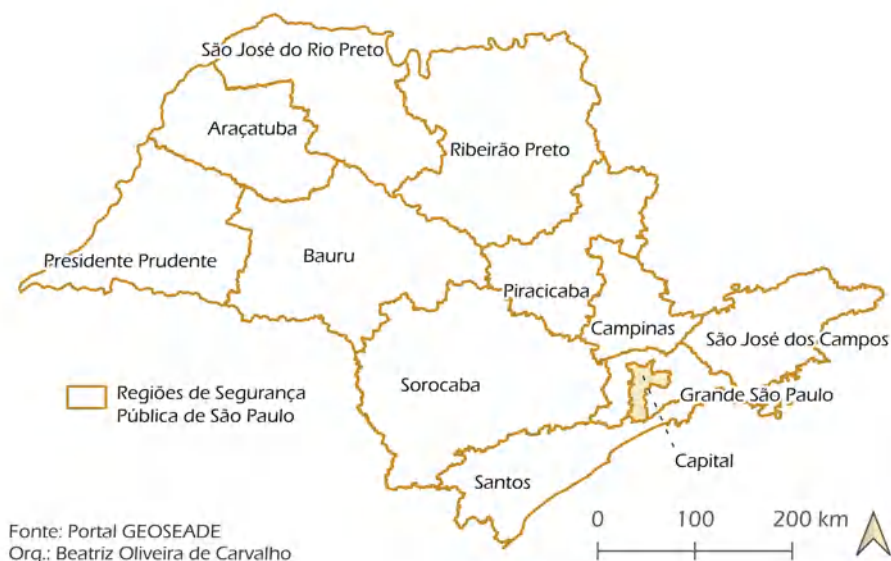 São José do Rio Preto
Araçatuba
Ribeirão Preto
Presidente Prudente
Bauru
Piracicaba
Campinas
São José dos Campos
Sorocaba
Grande São Paulo
Capital
Santos
Regiões de Segurança
Pública de São Paulo
Fonte: Portal GEOSEADE
Org.: Beatriz Oliveira de Carvalho
0 100 200 km